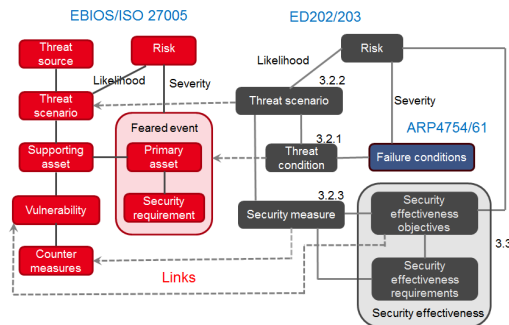 EBIOS/ISO 27005
ED202/203
Threat
source
Risk
Risk
Likelihood
Likelihood
Severity
3.2.2
Threat
scenario
Threat scenario
Severity
Feared event
3.2.1
ARP4754/61
Supporting
asset
Primary
asset
Threat
condition
Failure conditions
Vulnerability
Security
requirement
3.2.3
Security measure
Security
effectiveness
objectives
3.3
Counter
measures
Links
Security
effectiveness
requirements
Security effectiveness